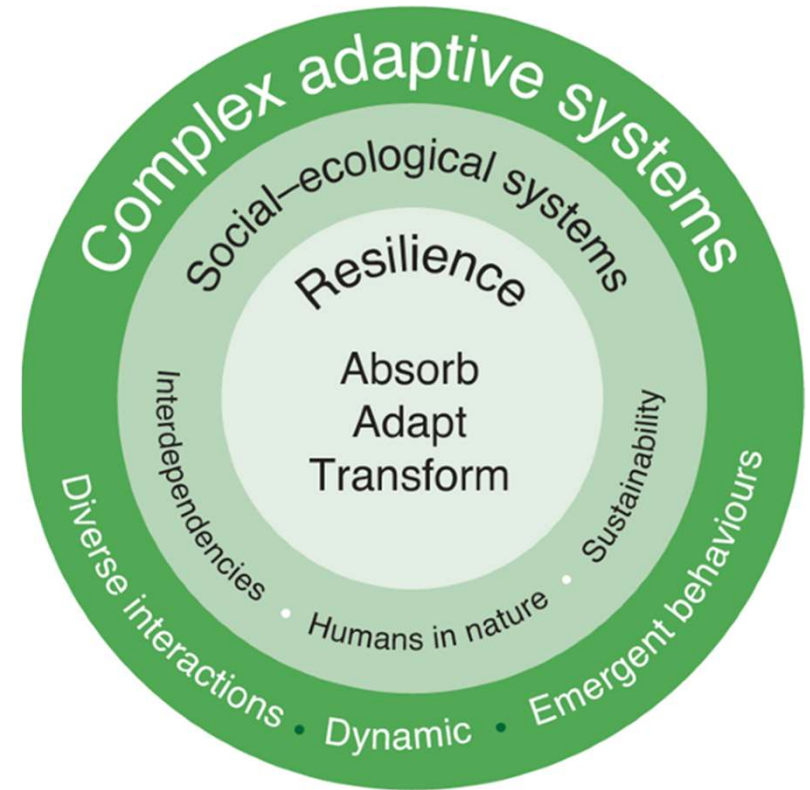 Complex adaptive systems
Social–ecological systems
Resilience
Absorb
Adapt
Transform
Interdependencies • Humans in nature • Sustainability
Diverse interactions • Dynamic • Emergent behaviours